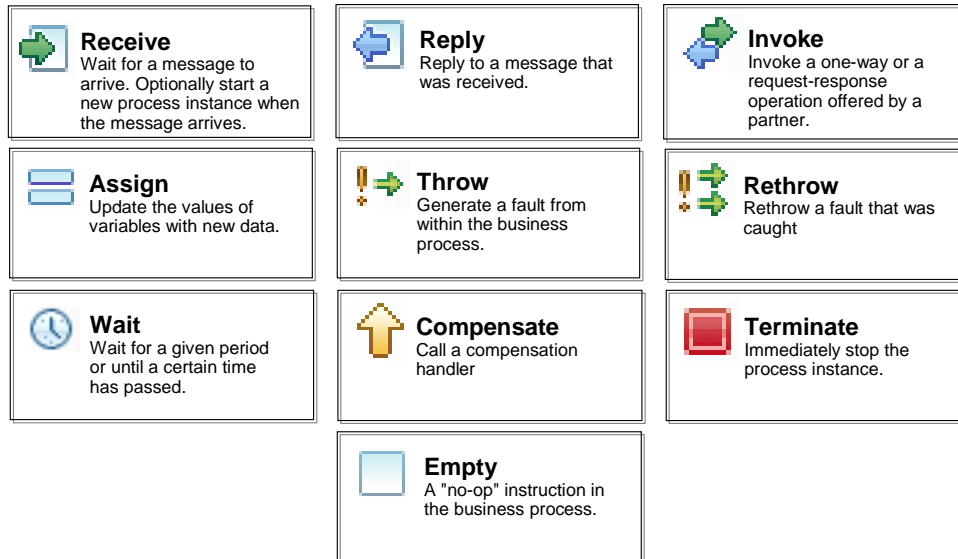 Receive
Wait for a message to
arrive. Optionally start a
new process instance when
the message arrives.
Reply
Reply to a message that
was received.
Invoke
Invoke a one-way or a
request-response
operation offered by a
partner.
Assign
Update the values of
variables with new data.
Throw
Generate a fault from
within the business
process.
Rethrow
Rethrow a fault that was
caught
Wait
Wait for a given period
or until a certain time
has passed.
Compensate
Call a compensation
handler
Terminate
Immediately stop the
process instance.
Empty
A "no-op" instruction in
the business process.